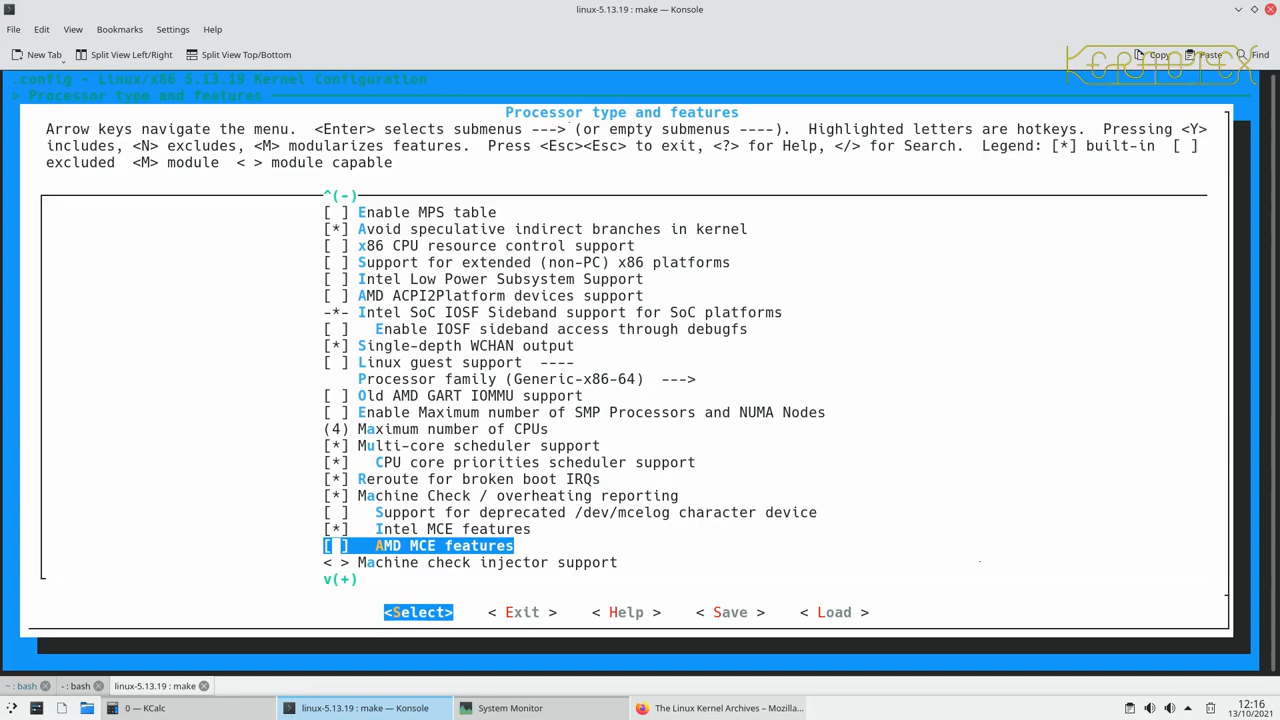 linux-5.13.19 : make — Konsole
File Edit View Bookmarks Settings Help
New Tab Split View Left/Right Split View Top/Bottom Copy Paste Find
KERNOTEX
.config - Linux/x86 5.13.19 Kernel Configuration
> Processor type and features
Processor type and features
Arrow keys navigate the menu. <Enter> selects submenus ---> (or empty submenus ----). Highlighted letters are hotkeys. Pressing <Y>
includes, <N> excludes, <M> modularizes features. Press <Esc><Esc> to exit, <?> for Help, </> for Search. Legend: [*] built-in [ ]
excluded <M> module < > module capable
^(-)
[ ] Enable MPS table
[*] Avoid speculative indirect branches in kernel
[ ] x86 CPU resource control support
[ ] Support for extended (non-PC) x86 platforms
[ ] Intel Low Power Subsystem Support
[ ] AMD ACPI2Platform devices support
-*- Intel SoC IOSF Sideband support for SoC platforms
[ ] Enable IOSF sideband access through debugfs
[*] Single-depth WCHAN output
[ ] Linux guest support ----
Processor family (Generic-x86-64) --->
[ ] Old AMD GART IOMMU support
[ ] Enable Maximum number of SMP Processors and NUMA Nodes
(4) Maximum number of CPUs
[*] Multi-core scheduler support
[*] CPU core priorities scheduler support
[*] Reroute for broken boot IRQs
[*] Machine Check / overheating reporting
[ ] Support for deprecated /dev/mcelog character device
[*] Intel MCE features
[ ] AMD MCE features
< > Machine check injector support
v(+)
<Select> < Exit > < Help > < Save > < Load >
~ : bash - : bash linux-5.13.19 : make
0 — KCalc linux-5.13.19 : make — Konsole System Monitor The Linux Kernel Archives – Mozilla... 12:16
13/10/2021